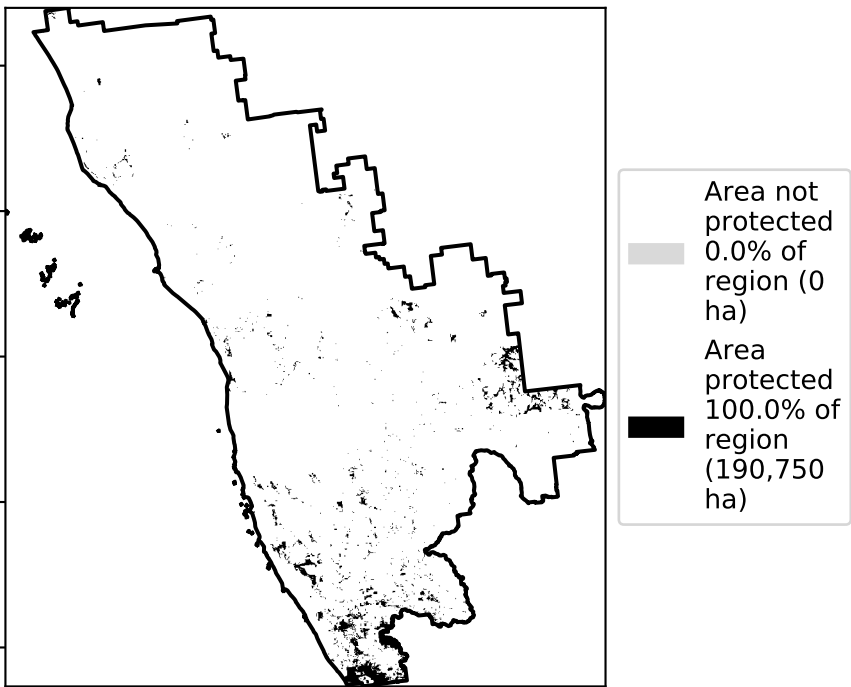 Area not
protected
0.0% of
region (0
ha)
Area
protected
100.0% of
region
(190,750
ha)